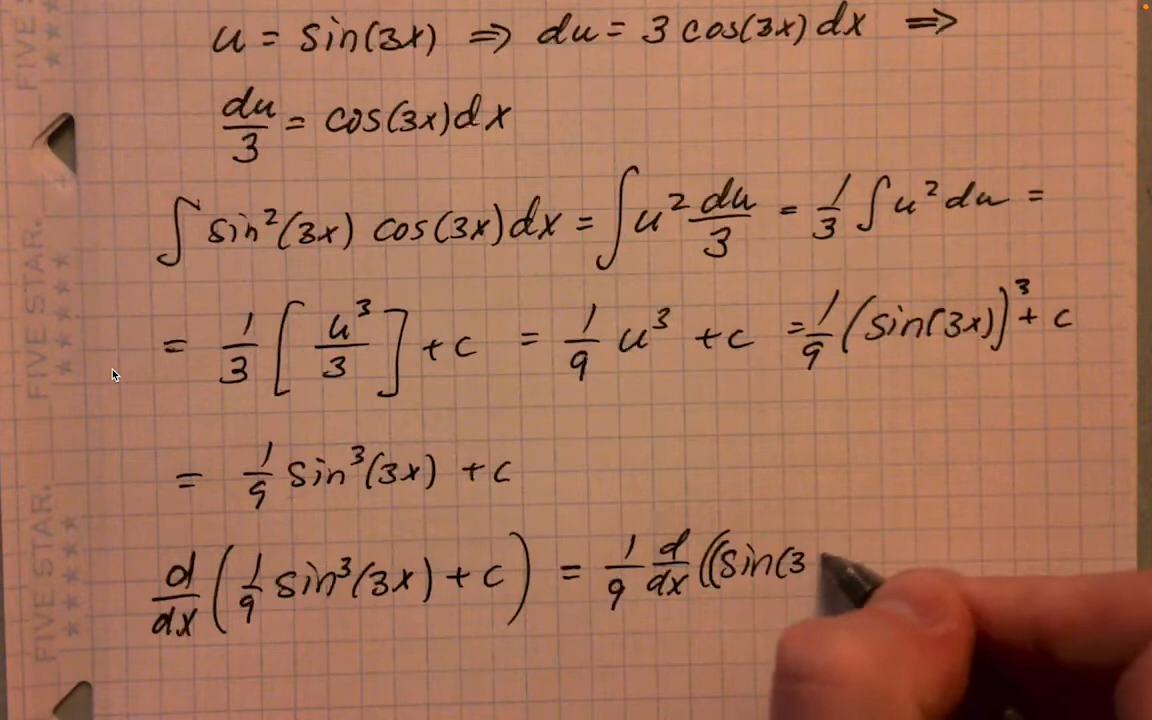 u = sin(3x) ⇒ du = 3 cos(3x) dx ⇒
du/3 = cos(3x) dx
∫ sin²(3x) cos(3x) dx = ∫ u² du/3 = 1/3 ∫ u² du =
= 1/3 [ u³/3 ] + c = 1/9 u³ + c = 1/9 (sin(3x))³ + c
= 1/9 sin³(3x) + c
d/dx ( 1/9 sin³(3x) + c ) = 1/9 d/dx ((sin(3
FIVE STAR.
FIVE STAR.
FIVE STAR.